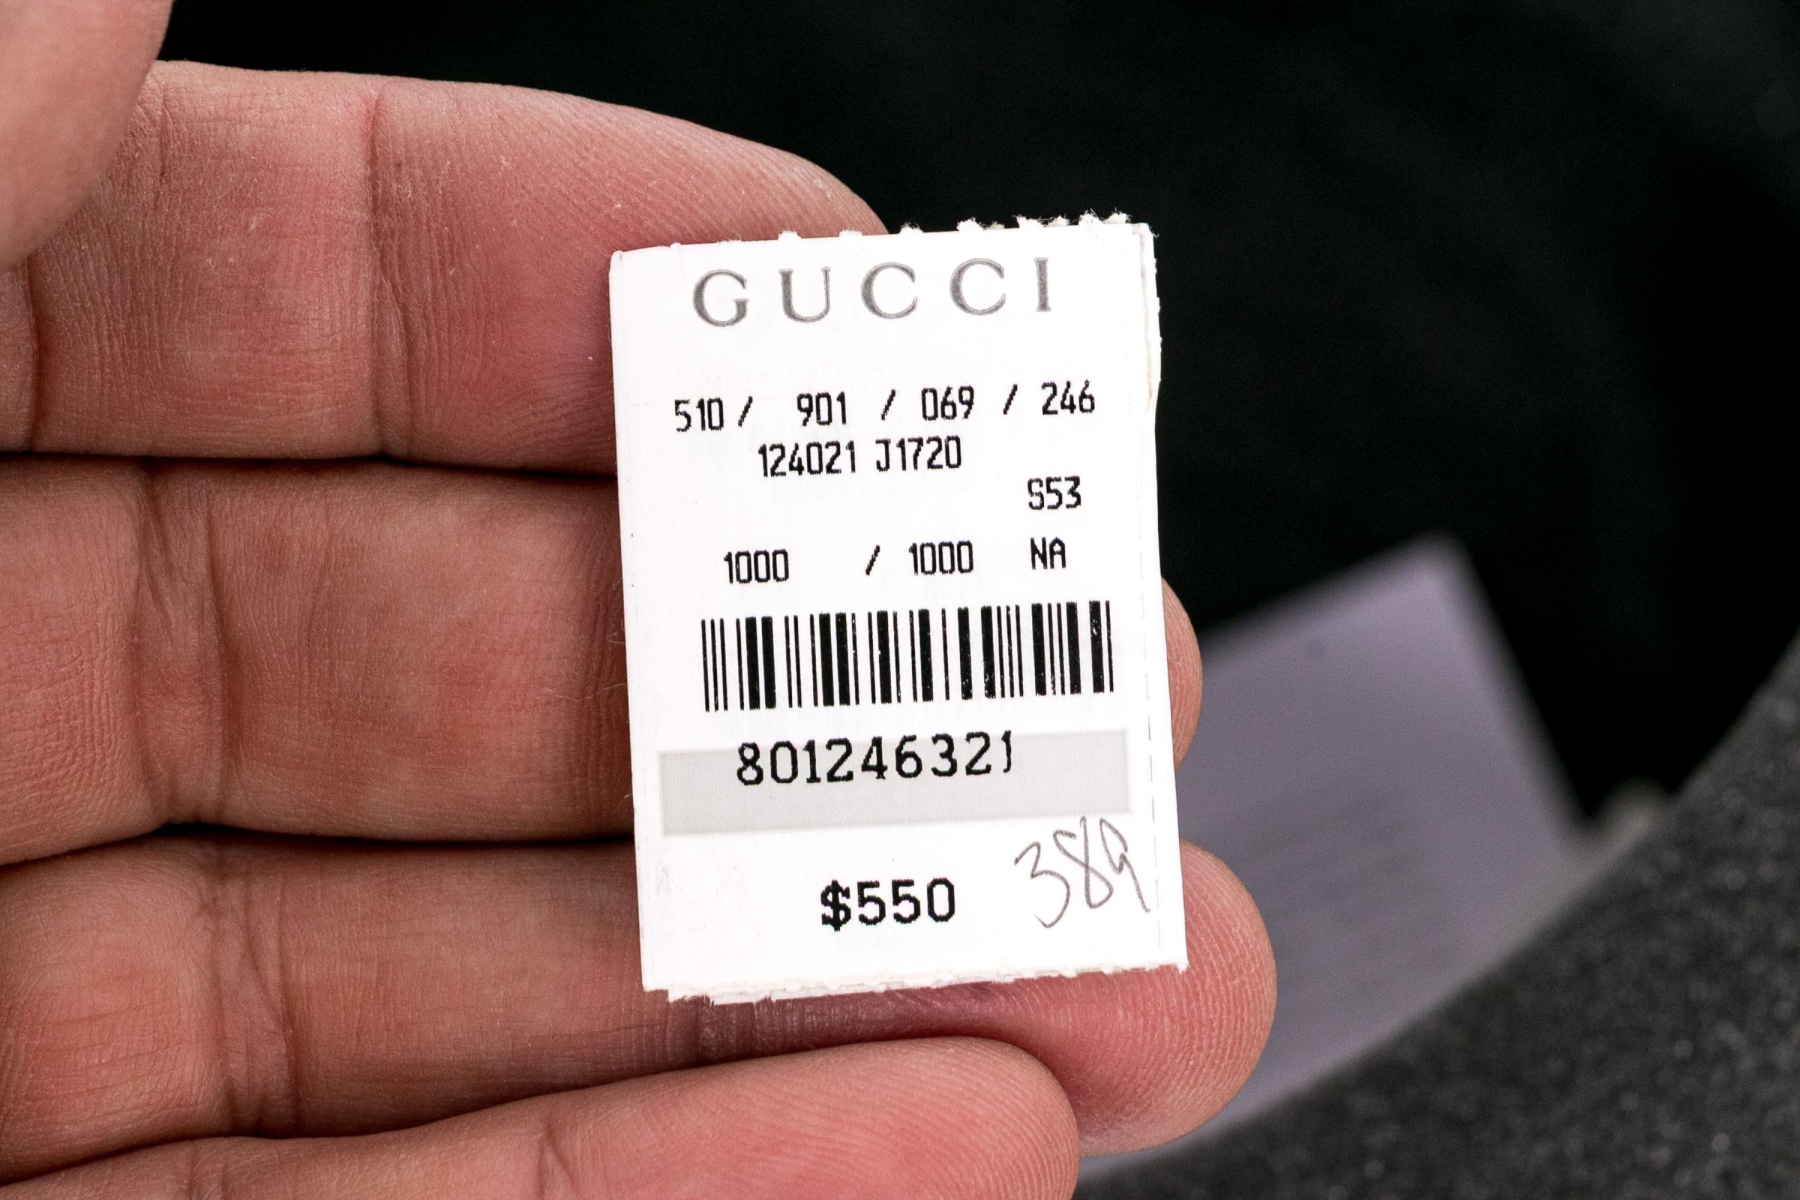 GUCCI
510 / 901 / 069 / 246
124021 J1720
S53
1000 / 1000 NA
801246321
$550 389